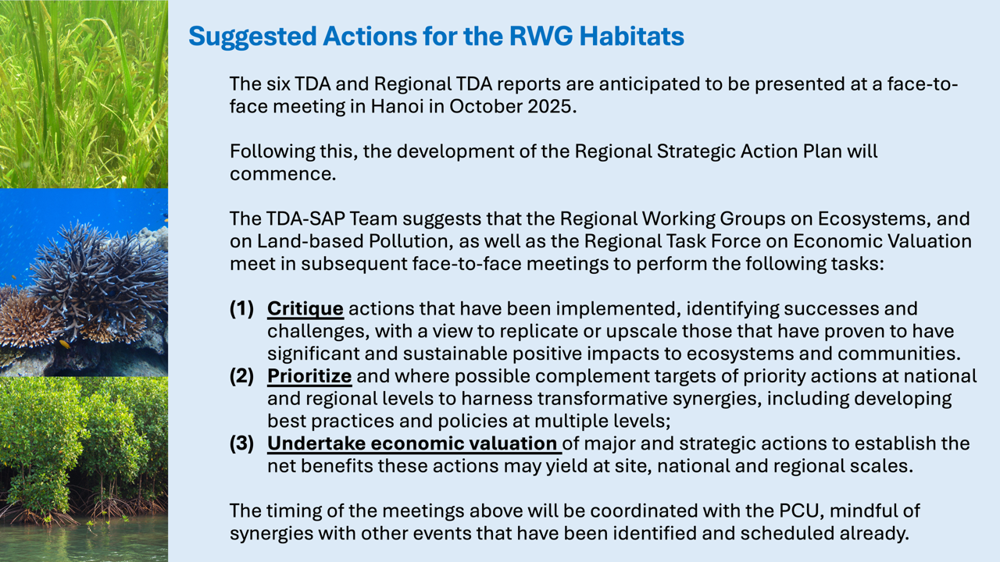 Suggested Actions for the RWG Habitats
The six TDA and Regional TDA reports are anticipated to be presented at a face-to-
face meeting in Hanoi in October 2025.
Following this, the development of the Regional Strategic Action Plan will
commence.
The TDA-SAP Team suggests that the Regional Working Groups on Ecosystems, and
on Land-based Pollution, as well as the Regional Task Force on Economic Valuation
meet in subsequent face-to-face meetings to perform the following tasks:
(1) Critique actions that have been implemented, identifying successes and
challenges, with a view to replicate or upscale those that have proven to have
significant and sustainable positive impacts to ecosystems and communities.
(2) Prioritize and where possible complement targets of priority actions at national
and regional levels to harness transformative synergies, including developing
best practices and policies at multiple levels;
(3) Undertake economic valuation of major and strategic actions to establish the
net benefits these actions may yield at site, national and regional scales.
The timing of the meetings above will be coordinated with the PCU, mindful of
synergies with other events that have been identified and scheduled already.